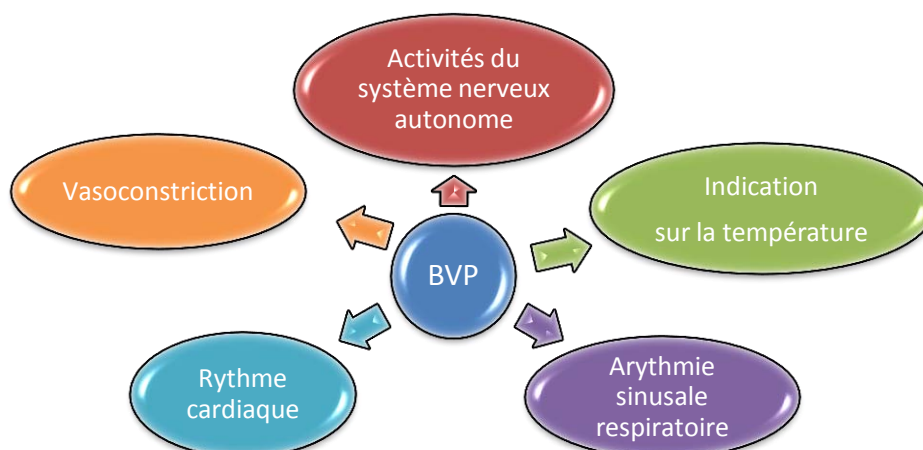 Activités du
système nerveux
autonome
Vasoconstriction
Indication
sur la température
BVP
Rythme
cardiaque
Arythmie
sinusale
respiratoire